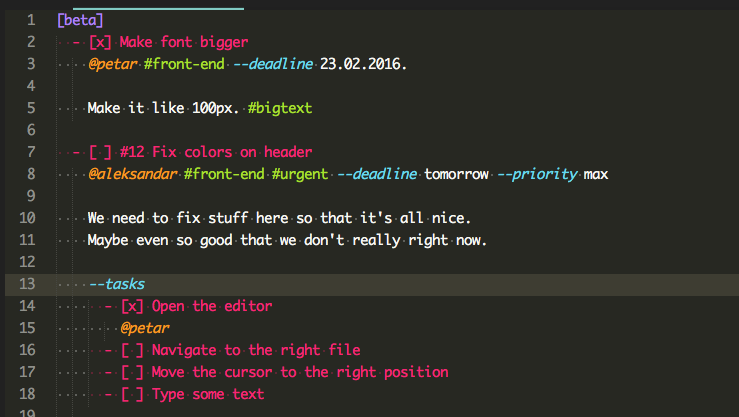 1 [beta]
2 - [x] Make font bigger
3 @petar #front-end --deadline 23.02.2016.
4
5 Make it like 100px. #bigtext
6
7 - [ ] #12 Fix colors on header
8 @aleksandar #front-end #urgent --deadline tomorrow --priority max
9
10 We need to fix stuff here so that it's all nice.
11 Maybe even so good that we don't really right now.
12
13 --tasks
14 - [x] Open the editor
15 @petar
16 - [ ] Navigate to the right file
17 - [ ] Move the cursor to the right position
18 - [ ] Type some text
19